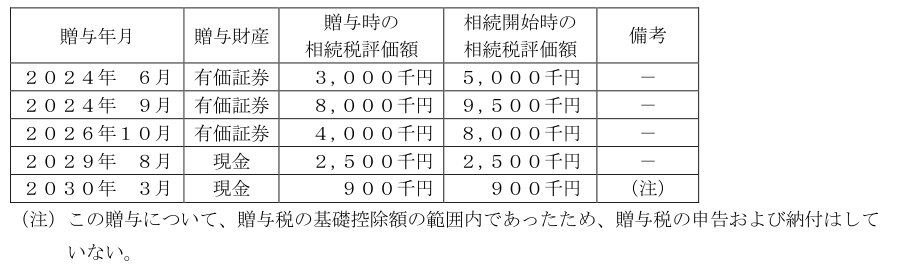 贈与年月 贈与財産 贈与時の相続税評価額 相続開始時の相続税評価額 備考
２０２４年　６月 有価証券 ３，０００千円 ５，０００千円 －
２０２４年　９月 有価証券 ８，０００千円 ９，５００千円 －
２０２６年１０月 有価証券 ４，０００千円 ８，０００千円 －
２０２９年　８月 現金 ２，５００千円 ２，５００千円 －
２０３０年　３月 現金 ９００千円 ９００千円 （注）
（注）この贈与について、贈与税の基礎控除額の範囲内であったため、贈与税の申告および納付はして
いない。